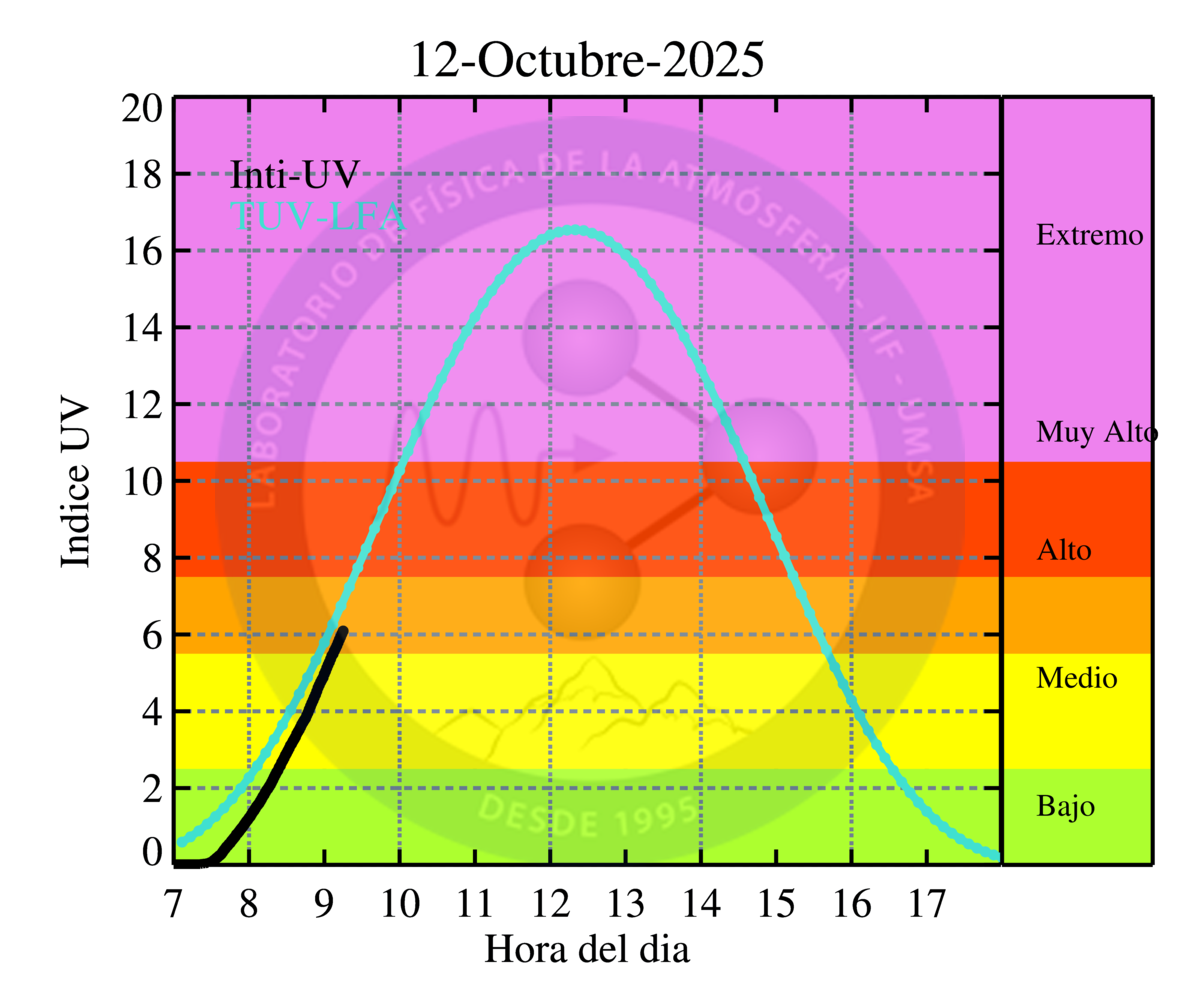 12-Octubre-2025
20
18
16
14
12
10
8
6
4
2
0
Indice UV
Inti-UV
TUV-LFA
LABORATORIO DE FÍSICA DE LA ATMÓSFERA - IIF - UMSA
DESDE 1995
Extremo
Muy Alto
Alto
Medio
Bajo
7 8 9 10 11 12 13 14 15 16 17
Hora del dia